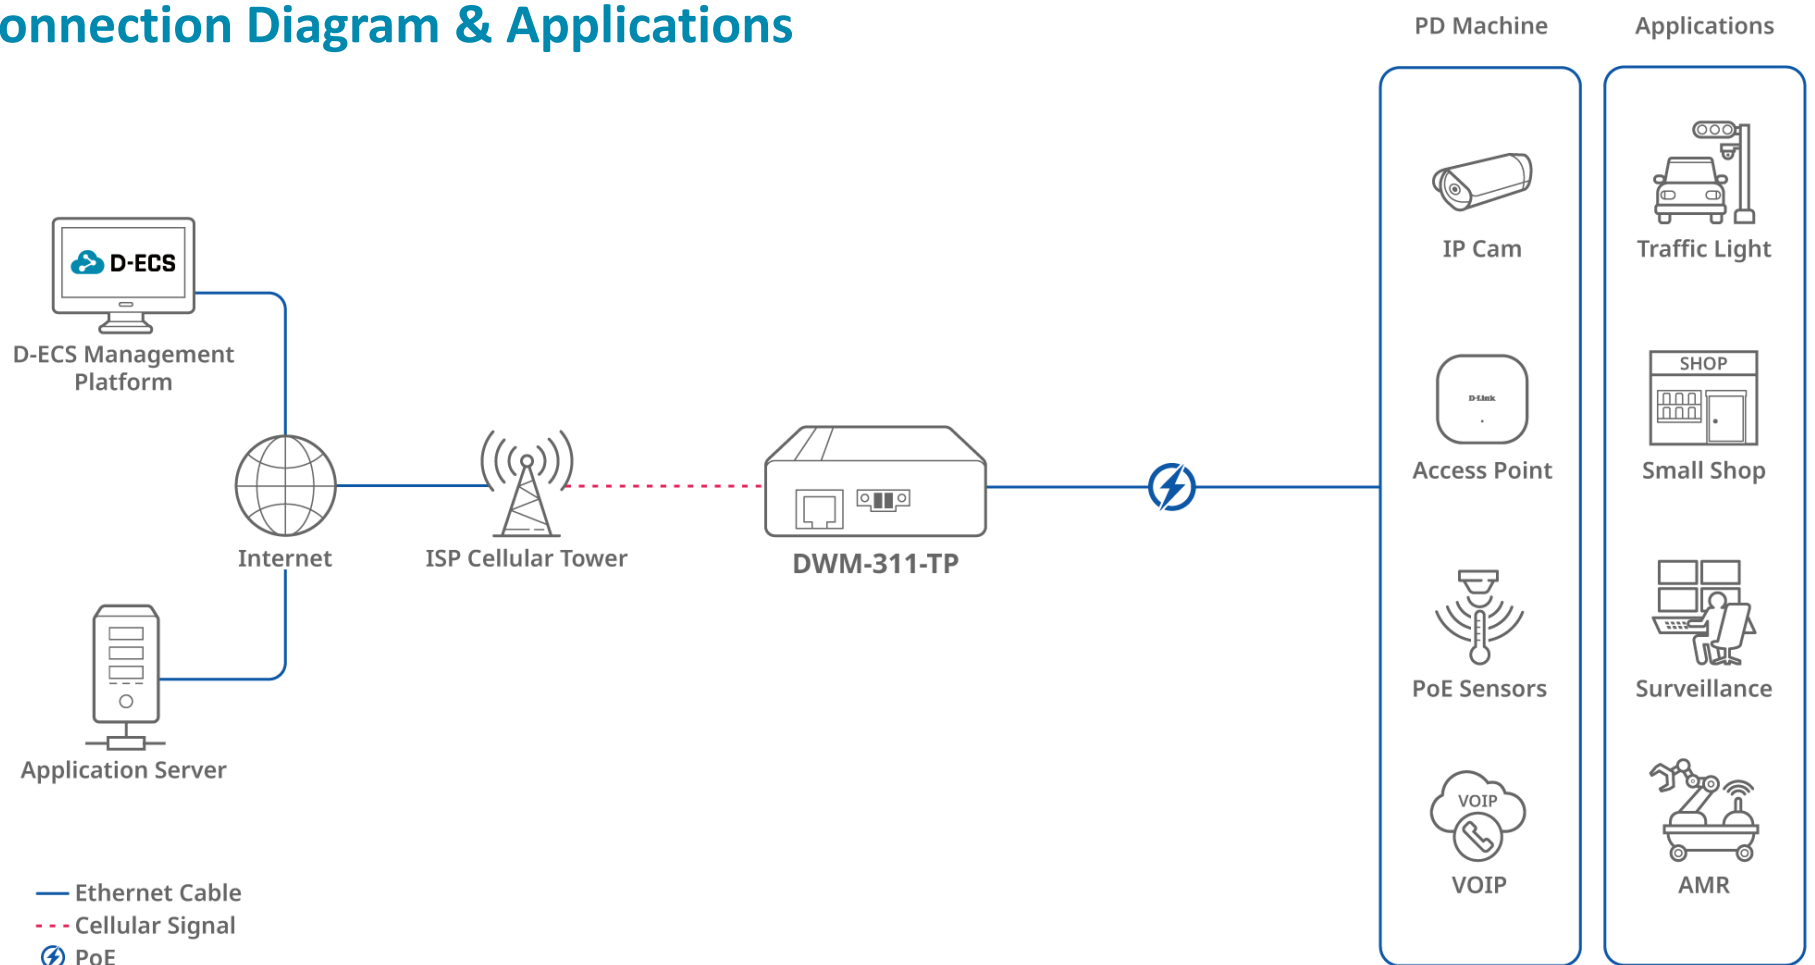 onnection Diagram & Applications
PD Machine
Applications
D-ECS
D-ECS Management
Platform
Internet
Application Server
ISP Cellular Tower
DWM-311-TP
IP Cam
D-Link
Access Point
PoE Sensors
VOIP
VOIP
Traffic Light
SHOP
Small Shop
Surveillance
AMR
Ethernet Cable
Cellular Signal
PoE